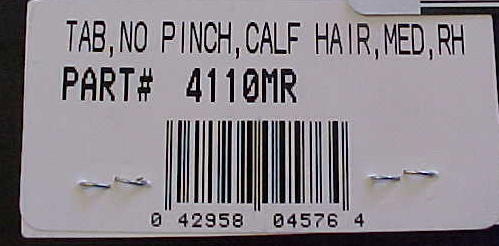 TAB,NO PINCH,CALF HAIR,MED,RH
PART# 4110MR
0 42958 04576 4